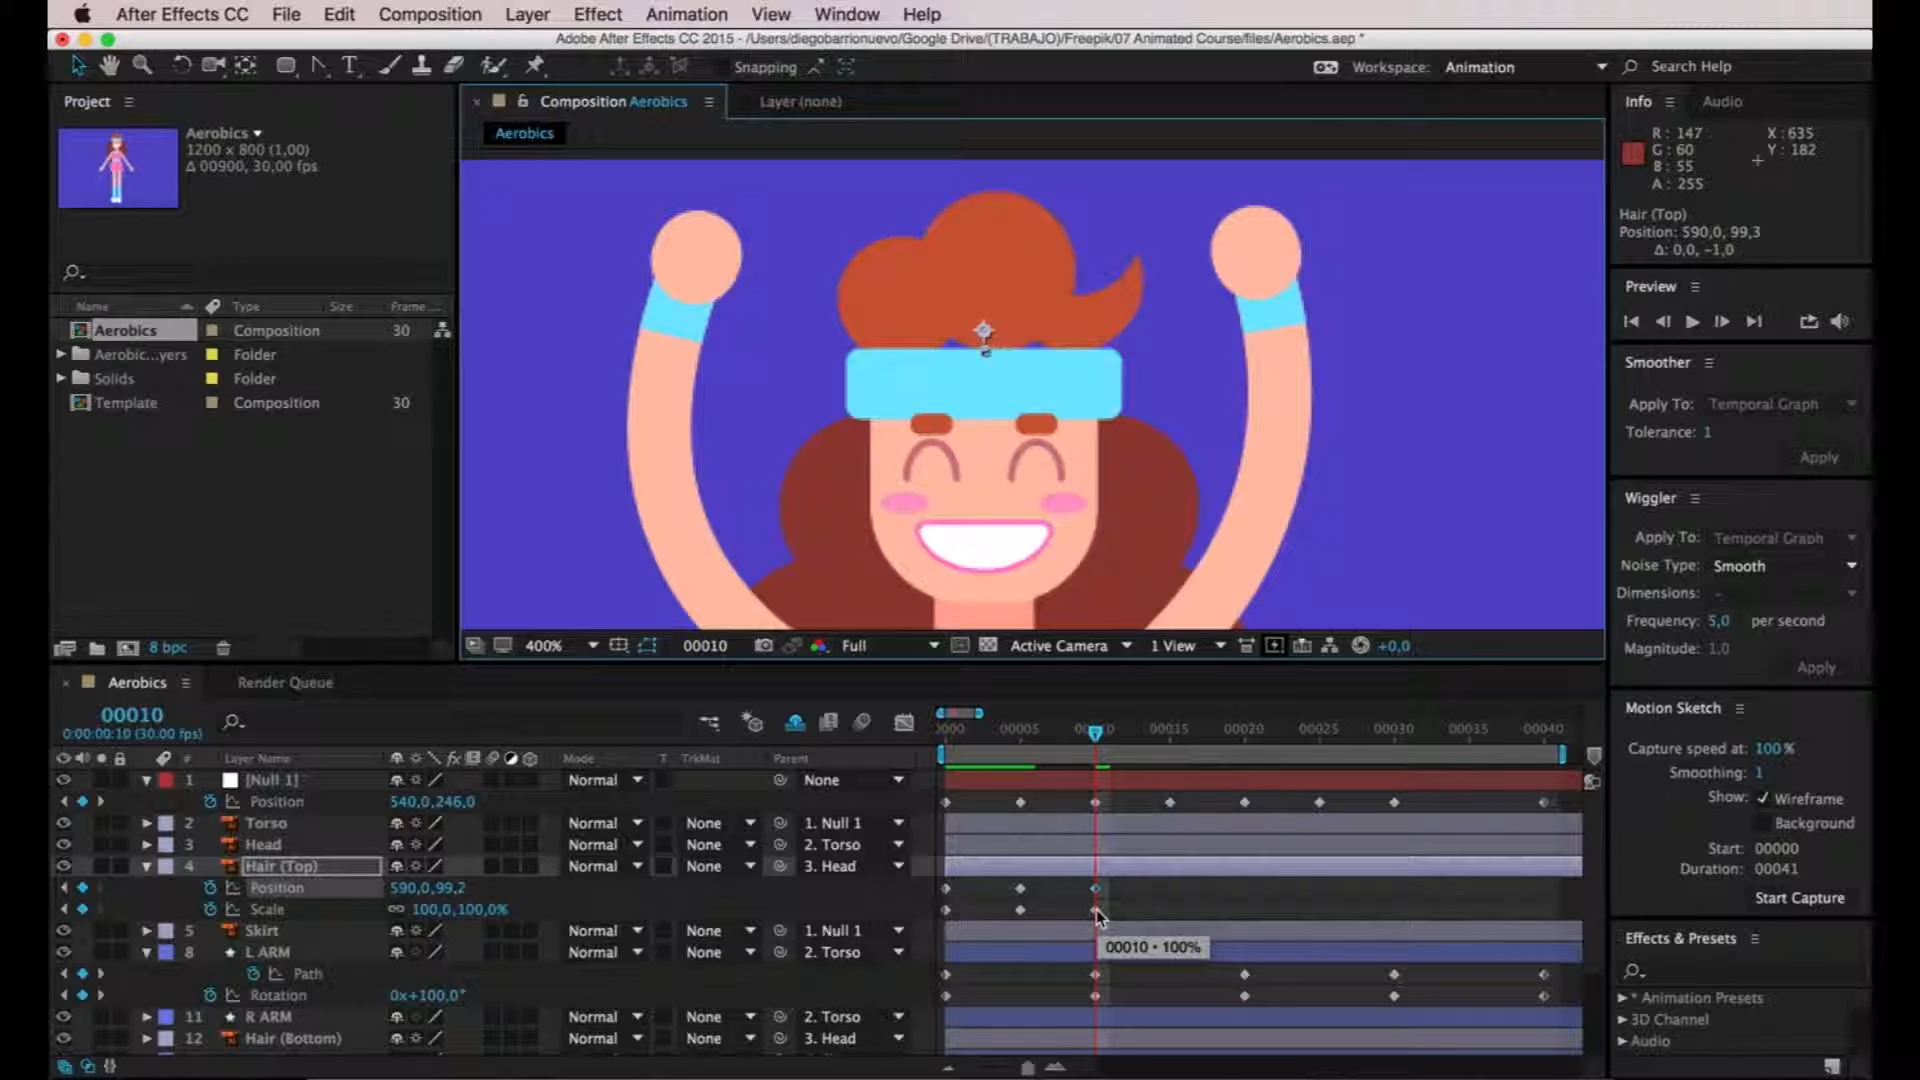 After Effects CC File Edit Composition Layer Effect Animation View Window Help
Adobe After Effects CC 2015 - /Users/diegobarrionuevo/Google Drive/(TRABAJO)/Freepik/07 Animated Course/files/Aerobics.aep *
Snapping
Workspace: Animation
Search Help
Project
Aerobics
1200 x 800 (1,00)
Δ 00900, 30,00 fps
Name Type Size Frame ...
Aerobics Composition 30
Aerobic...yers Folder
Solids Folder
Template Composition 30
8 bpc
Composition Aerobics
Layer (none)
Aerobics
400% 00010 Full Active Camera 1 View +0,0
Info Audio
R : 147 X : 635
G : 60 Y : 182
B : 55
A : 255
Hair (Top)
Position: 590,0, 99,3
Δ: 0,0, -1,0
Preview
Smoother
Apply To: Temporal Graph
Tolerance: 1
Apply
Wiggler
Apply To: Temporal Graph
Noise Type: Smooth
Dimensions: -
Frequency: 5,0 per second
Magnitude: 1,0
Apply
Motion Sketch
Capture speed at: 100 %
Smoothing: 1
Show: ✓ Wireframe
Background
Start: 00000
Duration: 00041
Start Capture
Effects & Presets
* Animation Presets
3D Channel
Audio
Aerobics Render Queue
00010
0:00:00:10 (30.00 fps)
0000 00005 00010 00015 00020 00025 00030 00035 00040
# Layer Name fx Mode T TrkMat Parent
1 [Null 1] Normal None
Position 540,0,246,0
2 Torso Normal None 1. Null 1
3 Head Normal None 2. Torso
4 Hair (Top) Normal None 3. Head
Position 590,0,99,2
Scale 100,0,100,0%
5 Skirt Normal None 1. Null 1
8 L ARM Normal None 2. Torso
00010 • 100%
Path
Rotation 0x+100,0°
11 R ARM Normal None 2. Torso
12 Hair (Bottom) Normal None 3. Head